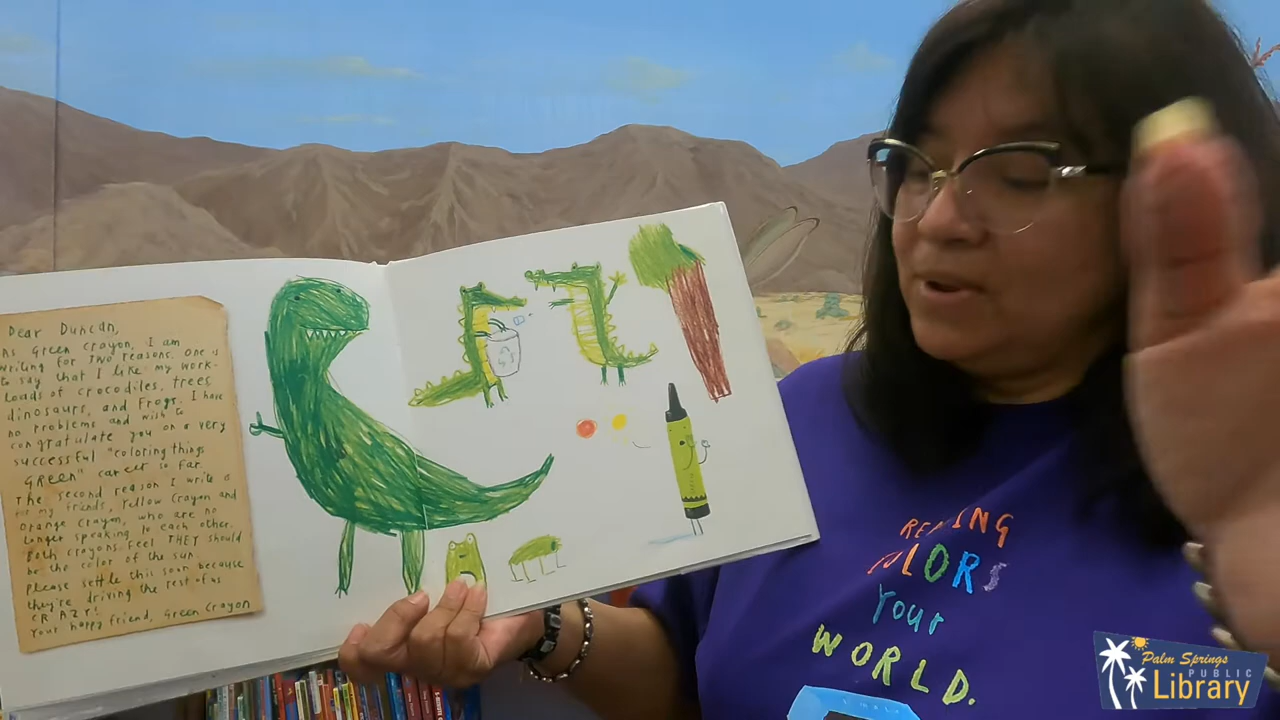 Dear Duncan,
As Green Crayon, I am
writing for two reasons. One is
to say that I like my work-
loads of crocodiles, trees
dinosaurs, and frogs. I have
no problems and wish to
congratulate you on a very
successful "coloring things
GREEN" career so far.
The second reason I write is
for my friends, Yellow Crayon and
Orange Crayon, who are no
longer speaking to each other.
Both crayons feel THEY should
be the color of the sun.
please settle this soon because
they're driving the rest of us
CRAZY!
Your happy friend, Green Crayon
READING
COLORS
Your
WORLD.
Palm Springs
PUBLIC
Library